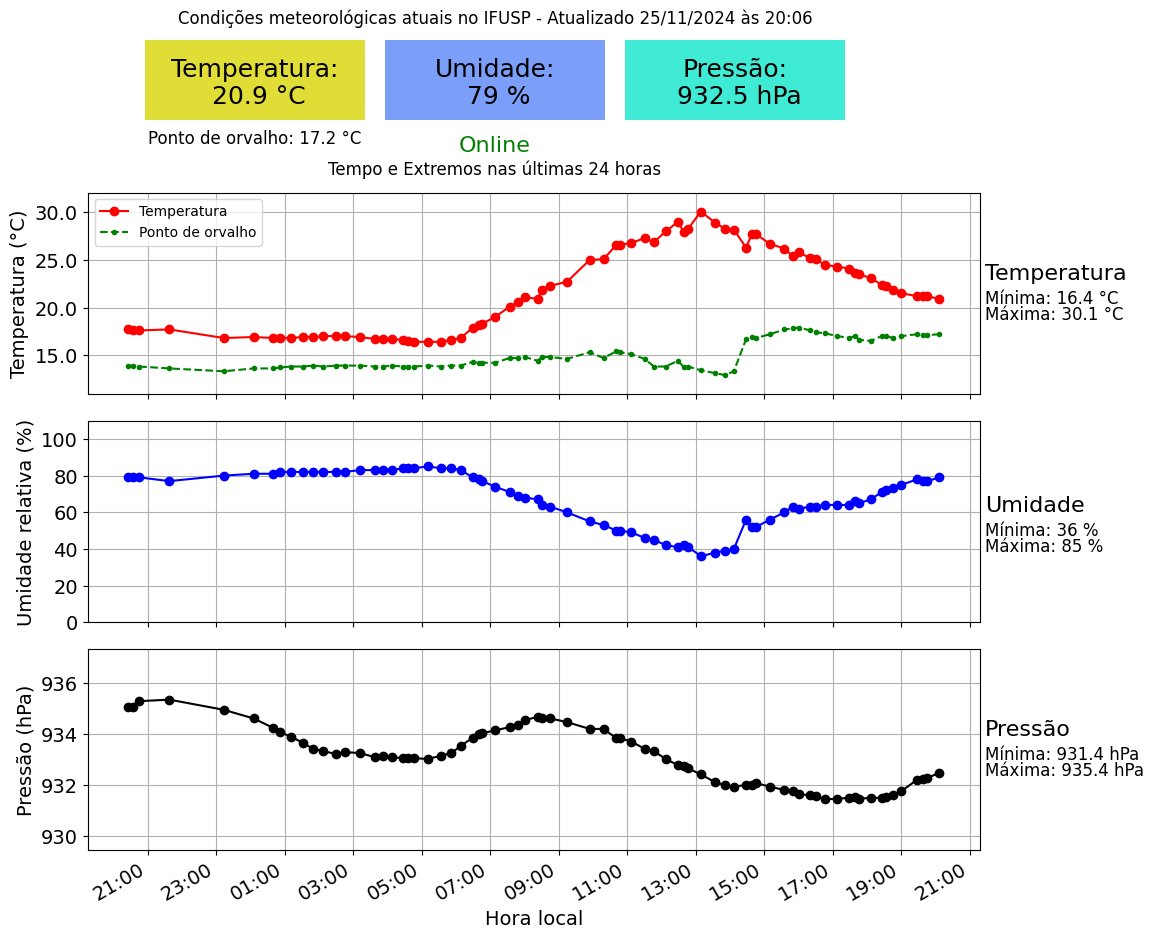 Condições meteorológicas atuais no IFUSP - Atualizado 25/11/2024 às 20:06
Temperatura:
20.9 °C
Umidade:
79 %
Pressão:
932.5 hPa
Ponto de orvalho: 17.2 °C
Online
Tempo e Extremos nas últimas 24 horas
Temperatura (°C)
30.0
25.0
20.0
15.0
Temperatura
Ponto de orvalho
Temperatura
Mínima: 16.4 °C
Máxima: 30.1 °C
Umidade relativa (%)
100
80
60
40
20
0
Umidade
Mínima: 36 %
Máxima: 85 %
Pressão (hPa)
936
934
932
930
Pressão
Mínima: 931.4 hPa
Máxima: 935.4 hPa
21:00 23:00 01:00 03:00 05:00 07:00 09:00 11:00 13:00 15:00 17:00 19:00 21:00
Hora local